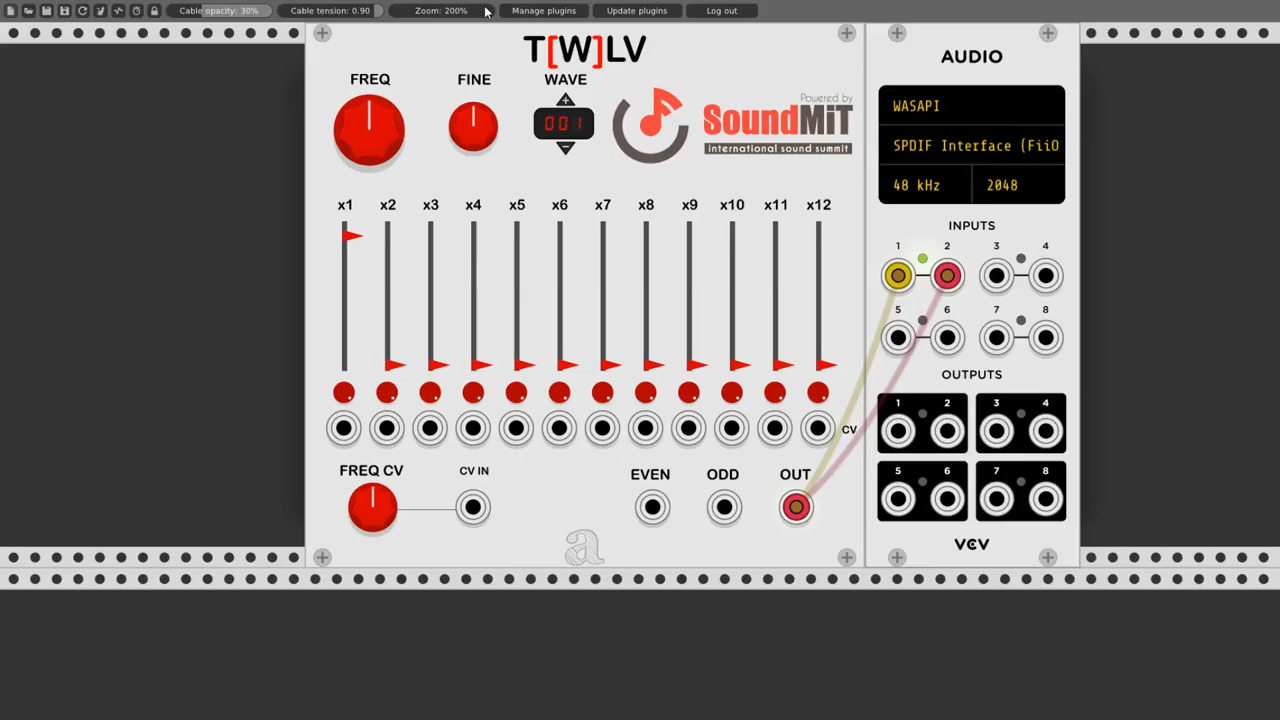 Cable opacity: 30% Cable tension: 0.90 Zoom: 200% Manage plugins Update plugins Log out
T[W]LV
FREQ FINE WAVE
001
Powered by
SoundMiT
international sound summit
x1 x2 x3 x4 x5 x6 x7 x8 x9 x10 x11 x12
CV
FREQ CV CV IN EVEN ODD OUT
a
AUDIO
WASAPI
SPDIF Interface (FiiO
48 kHz 2048
INPUTS
1 2 3 4
5 6 7 8
OUTPUTS
1 2 3 4
5 6 7 8
VCV